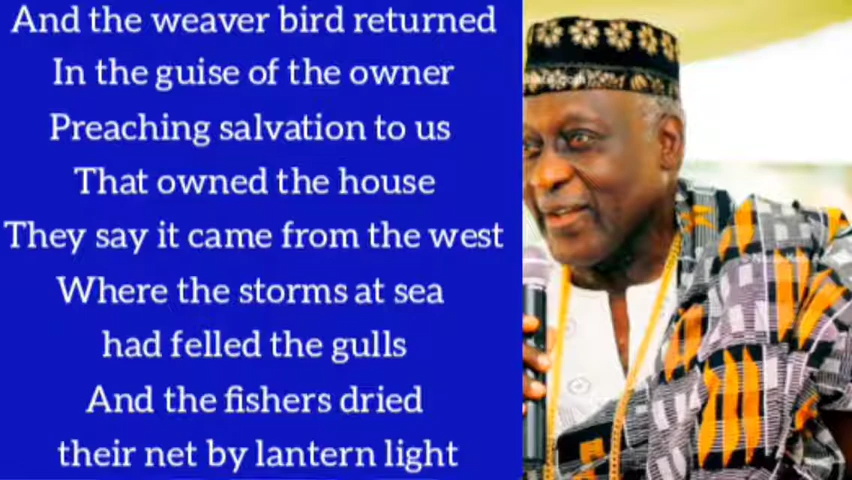 And the weaver bird returned
In the guise of the owner
Preaching salvation to us
That owned the house
They say it came from the west
Where the storms at sea
had felled the gulls
And the fishers dried
their net by lantern light